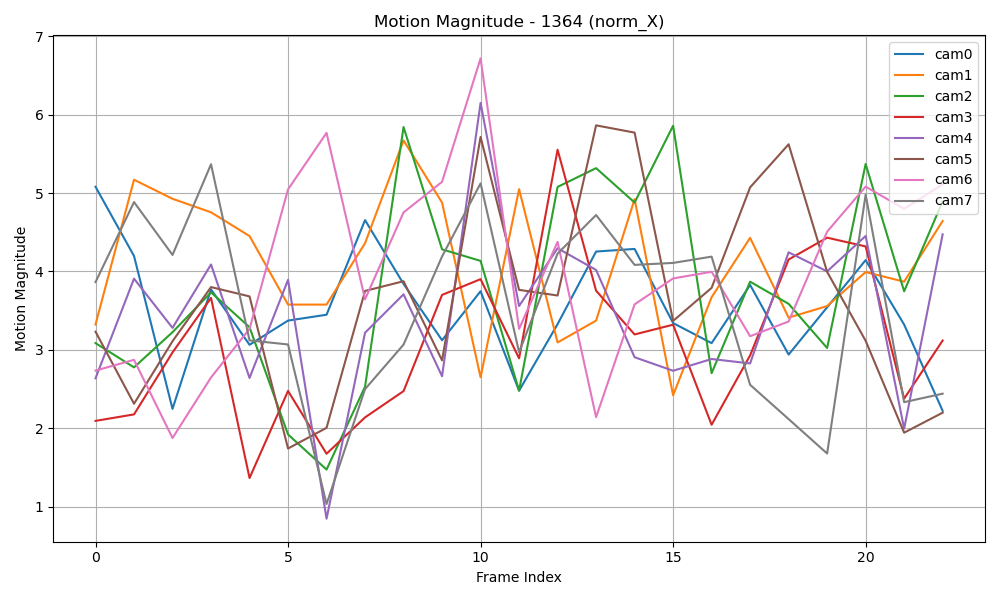 Motion Magnitude - 1364 (norm_X)
7
6
5
4
3
2
1
Motion Magnitude
0
5
10
15
20
Frame Index
cam0
cam1
cam2
cam3
cam4
cam5
cam6
cam7